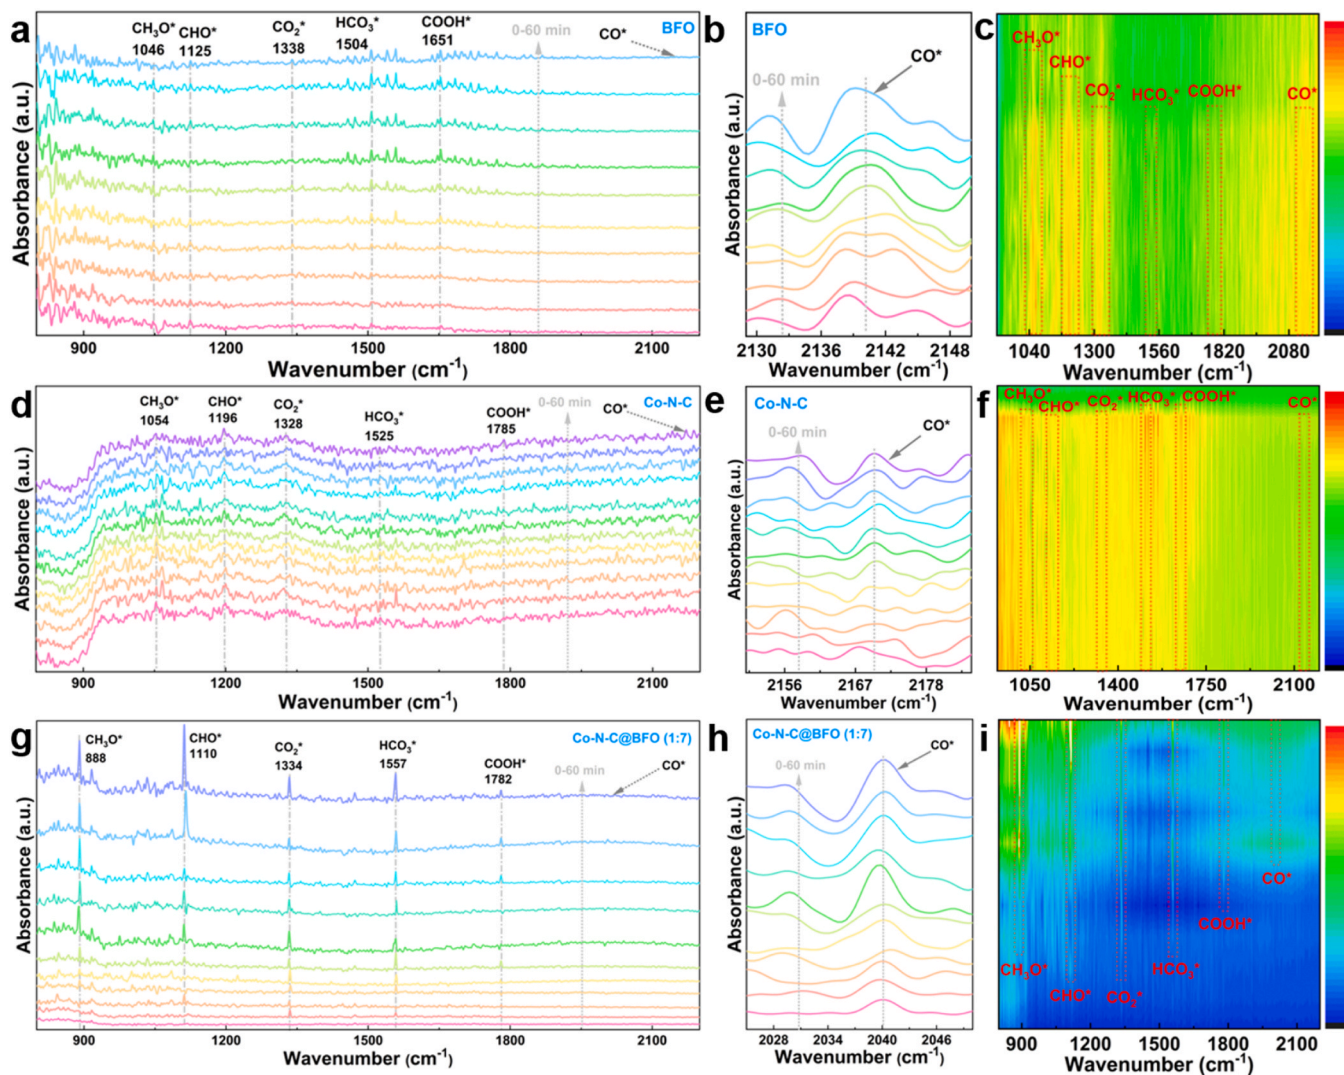 a
CH₃O*
1046
CHO*
1125
CO₂*
1338
HCO₃*
1504
COOH*
1651
0-60 min
CO*
BFO
Absorbance (a.u.)
900 1200 1500 1800 2100
Wavenumber (cm⁻¹)
b
BFO
0-60 min
CO*
Absorbance (a.u.)
2130 2136 2142 2148
Wavenumber (cm⁻¹)
c
CH₃O*
CHO*
CO₂*
HCO₃*
COOH*
CO*
1040 1300 1560 1820 2080
Wavenumber (cm⁻¹)
d
CH₃O*
1054
CHO*
1196
CO₂*
1328
HCO₃*
1525
COOH*
1785
0-60 min
CO*
Co-N-C
Absorbance (a.u.)
900 1200 1500 1800 2100
Wavenumber (cm⁻¹)
e
Co-N-C
0-60 min
CO*
Absorbance (a.u.)
2156 2167 2178
Wavenumber (cm⁻¹)
f
CH₃O*
CHO*
CO₂*
HCO₃*
COOH*
CO*
1050 1400 1750 2100
Wavenumber (cm⁻¹)
g
CH₃O*
888
CHO*
1110
CO₂*
1334
HCO₃*
1557
COOH*
1782
0-60 min
CO*
Co-N-C@BFO (1:7)
Absorbance (a.u.)
900 1200 1500 1800 2100
Wavenumber (cm⁻¹)
h
Co-N-C@BFO (1:7)
0-60 min
CO*
Absorbance (a.u.)
2028 2034 2040 2046
Wavenumber (cm⁻¹)
i
CO*
COOH*
CH₃O*
HCO₃*
CHO*
CO₂*
900 1200 1500 1800 2100
Wavenumber (cm⁻¹)